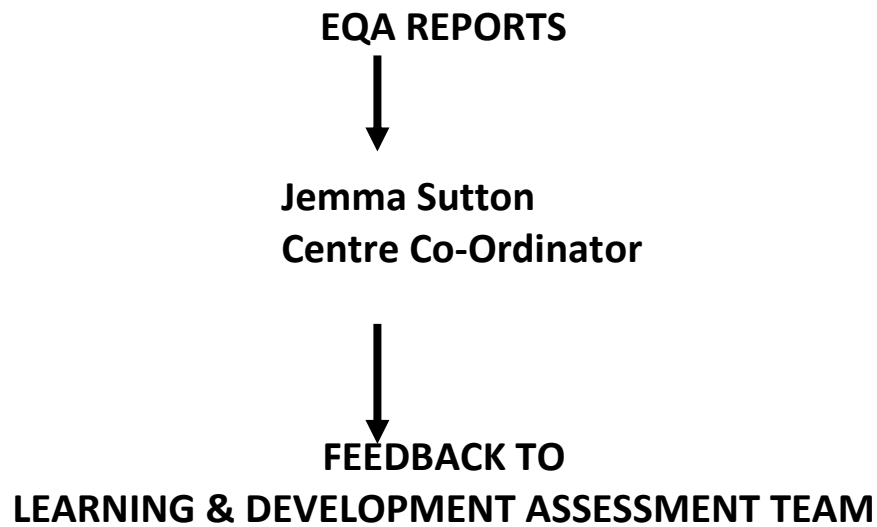 EQA REPORTS
Jemma Sutton
Centre Co-Ordinator
FEEDBACK TO
LEARNING & DEVELOPMENT ASSESSMENT TEAM